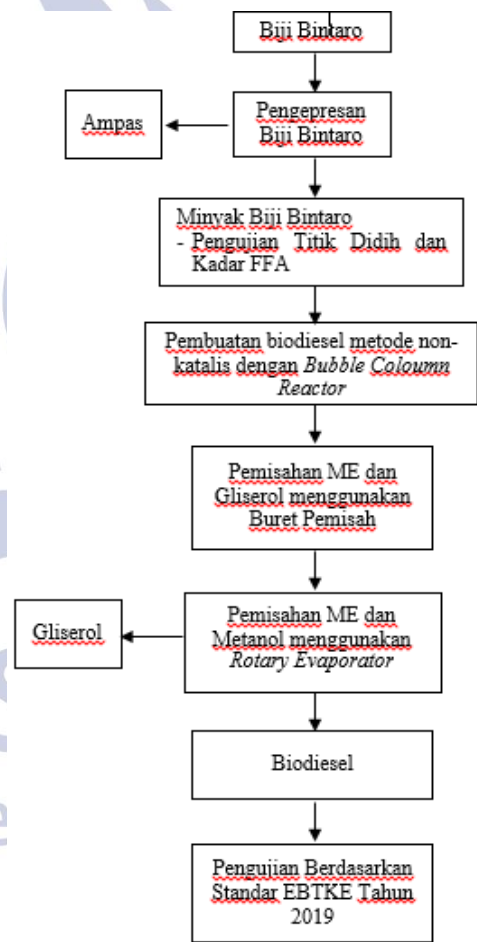 Biji Bintaro
Ampas
Pengepresan
Biji Bintaro
Minyak Biji Bintaro
- Pengujian Titik Didih dan
Kadar FFA
Pembuatan biodiesel metode non-
katalis dengan Bubble Coloumn
Reactor
Pemisahan ME dan
Gliserol menggunakan
Buret Pemisah
Gliserol
Pemisahan ME dan
Metanol menggunakan
Rotary Evaporator
Biodiesel
Pengujian Berdasarkan
Standar EBTKE Tahun
2019